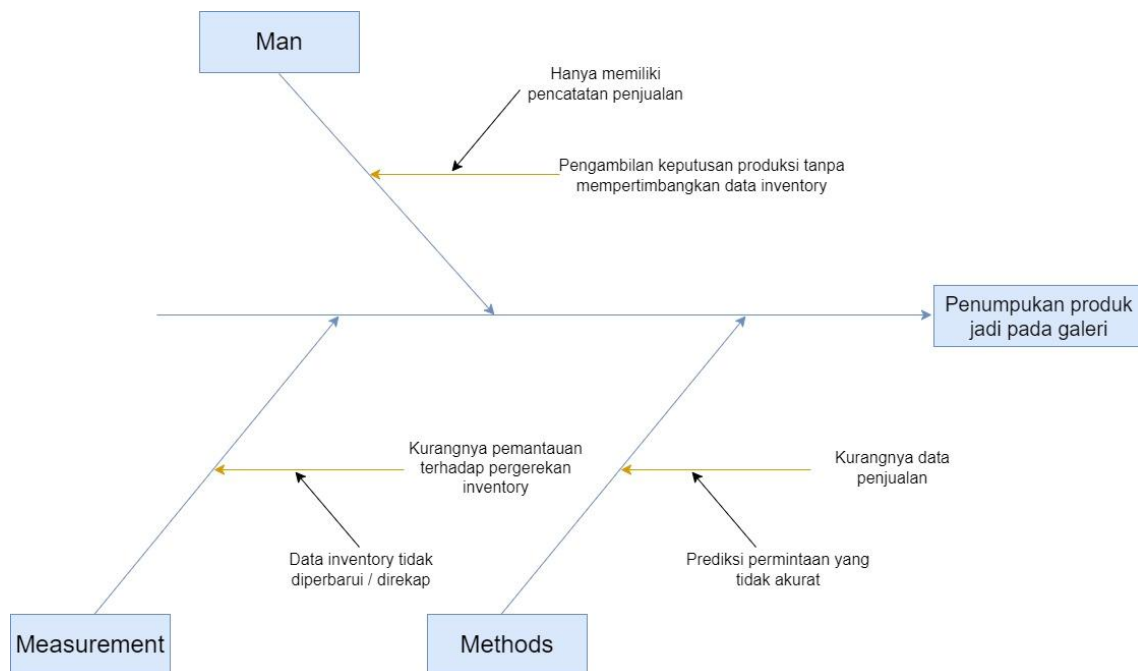 Man
Hanya memiliki
pencatatan penjualan
Pengambilan keputusan produksi tanpa
mempertimbangkan data inventory
Penumpukan produk
jadi pada galeri
Kurangnya pemantauan
terhadap pergerekan
inventory
Kurangnya data
penjualan
Data inventory tidak
diperbarui / direkap
Prediksi permintaan yang
tidak akurat
Measurement
Methods